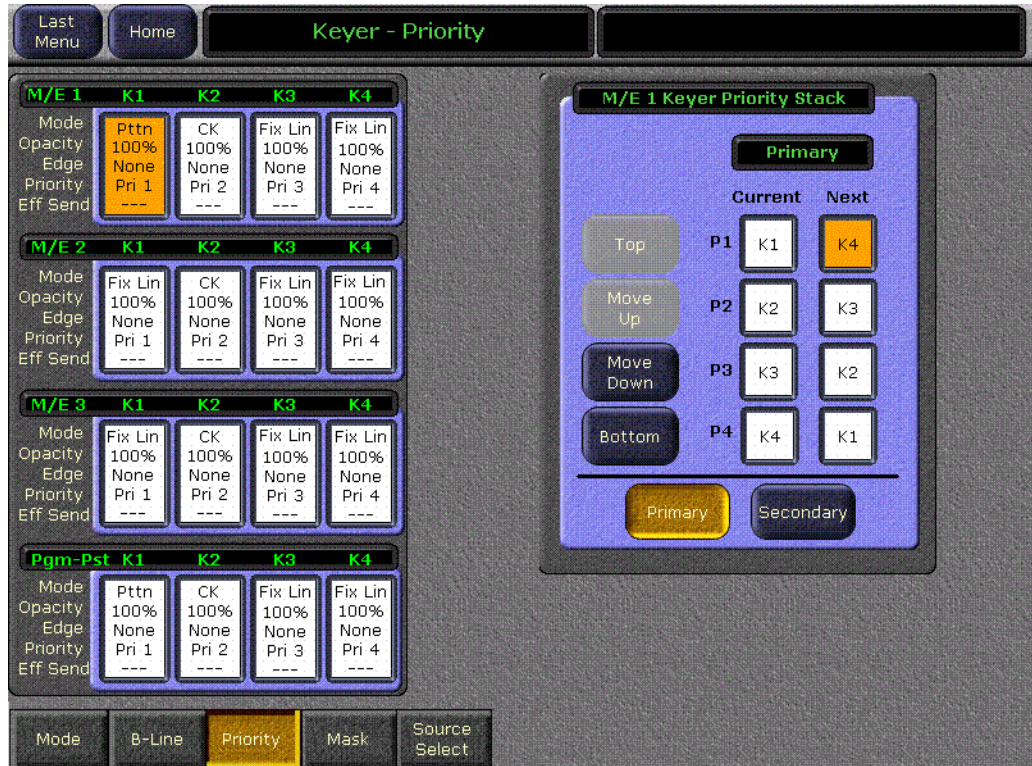 Last Menu
Home
Keyer - Priority
M/E 1 K1 K2 K3 K4
Mode Pttn CK Fix Lin Fix Lin
Opacity 100% 100% 100% 100%
Edge None None None None
Priority Pri 1 Pri 2 Pri 3 Pri 4
Eff Send --- --- --- ---
M/E 2 K1 K2 K3 K4
Mode Fix Lin CK Fix Lin Fix Lin
Opacity 100% 100% 100% 100%
Edge None None None None
Priority Pri 1 Pri 2 Pri 3 Pri 4
Eff Send --- --- --- ---
M/E 3 K1 K2 K3 K4
Mode Fix Lin CK Fix Lin Fix Lin
Opacity 100% 100% 100% 100%
Edge None None None None
Priority Pri 1 Pri 2 Pri 3 Pri 4
Eff Send --- --- --- ---
Pgm-Pst K1 K2 K3 K4
Mode Pttn CK Fix Lin Fix Lin
Opacity 100% 100% 100% 100%
Edge None None None None
Priority Pri 1 Pri 2 Pri 3 Pri 4
Eff Send --- --- --- ---
M/E 1 Keyer Priority Stack
Primary
Current Next
Top P1 K1 K4
Move Up P2 K2 K3
Move Down P3 K3 K2
Bottom P4 K4 K1
Primary Secondary
Mode B-Line Priority Mask Source Select